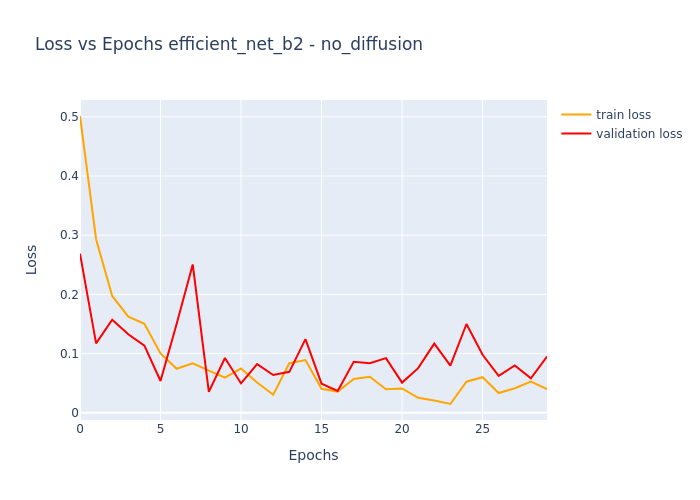 Loss vs Epochs efficient_net_b2 - no_diffusion
train loss
validation loss
0.5
0.4
0.3
0.2
0.1
0
Loss
0 5 10 15 20 25
Epochs